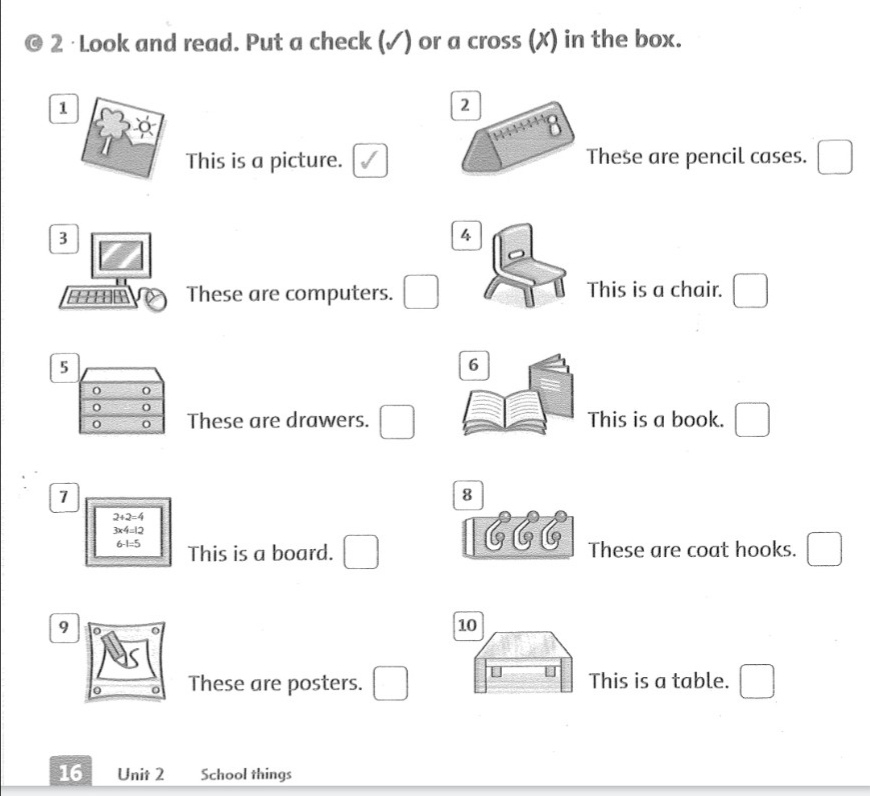 C 2 · Look and read. Put a check (✓) or a cross (✗) in the box.
1
This is a picture. ✓
2
These are pencil cases.
3
These are computers.
4
This is a chair.
5
These are drawers.
6
This is a book.
7
2+2=4
3x4=12
6-1=5
This is a board.
8
These are coat hooks.
9
These are posters.
10
This is a table.
16 Unit 2 School things